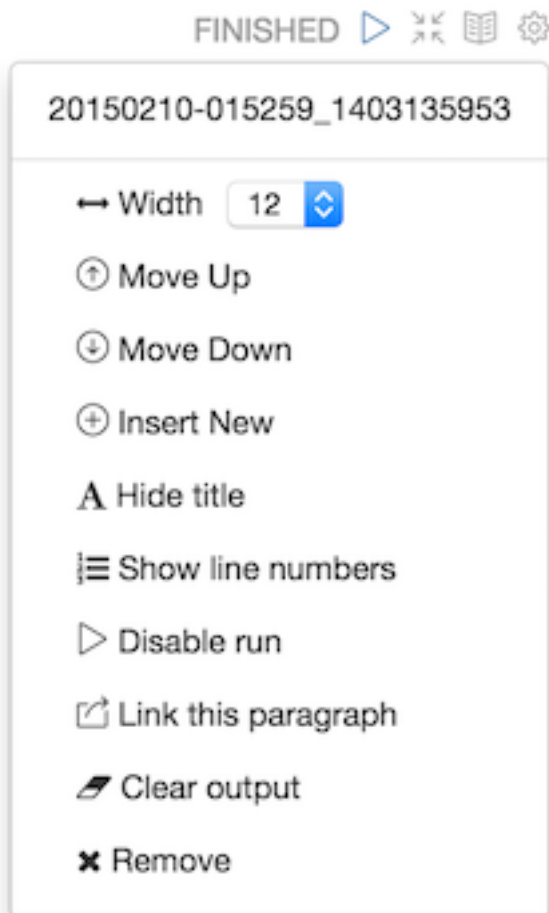 FINISHED
20150210-015259_1403135953
Width 12
Move Up
Move Down
Insert New
A Hide title
Show line numbers
Disable run
Link this paragraph
Clear output
Remove